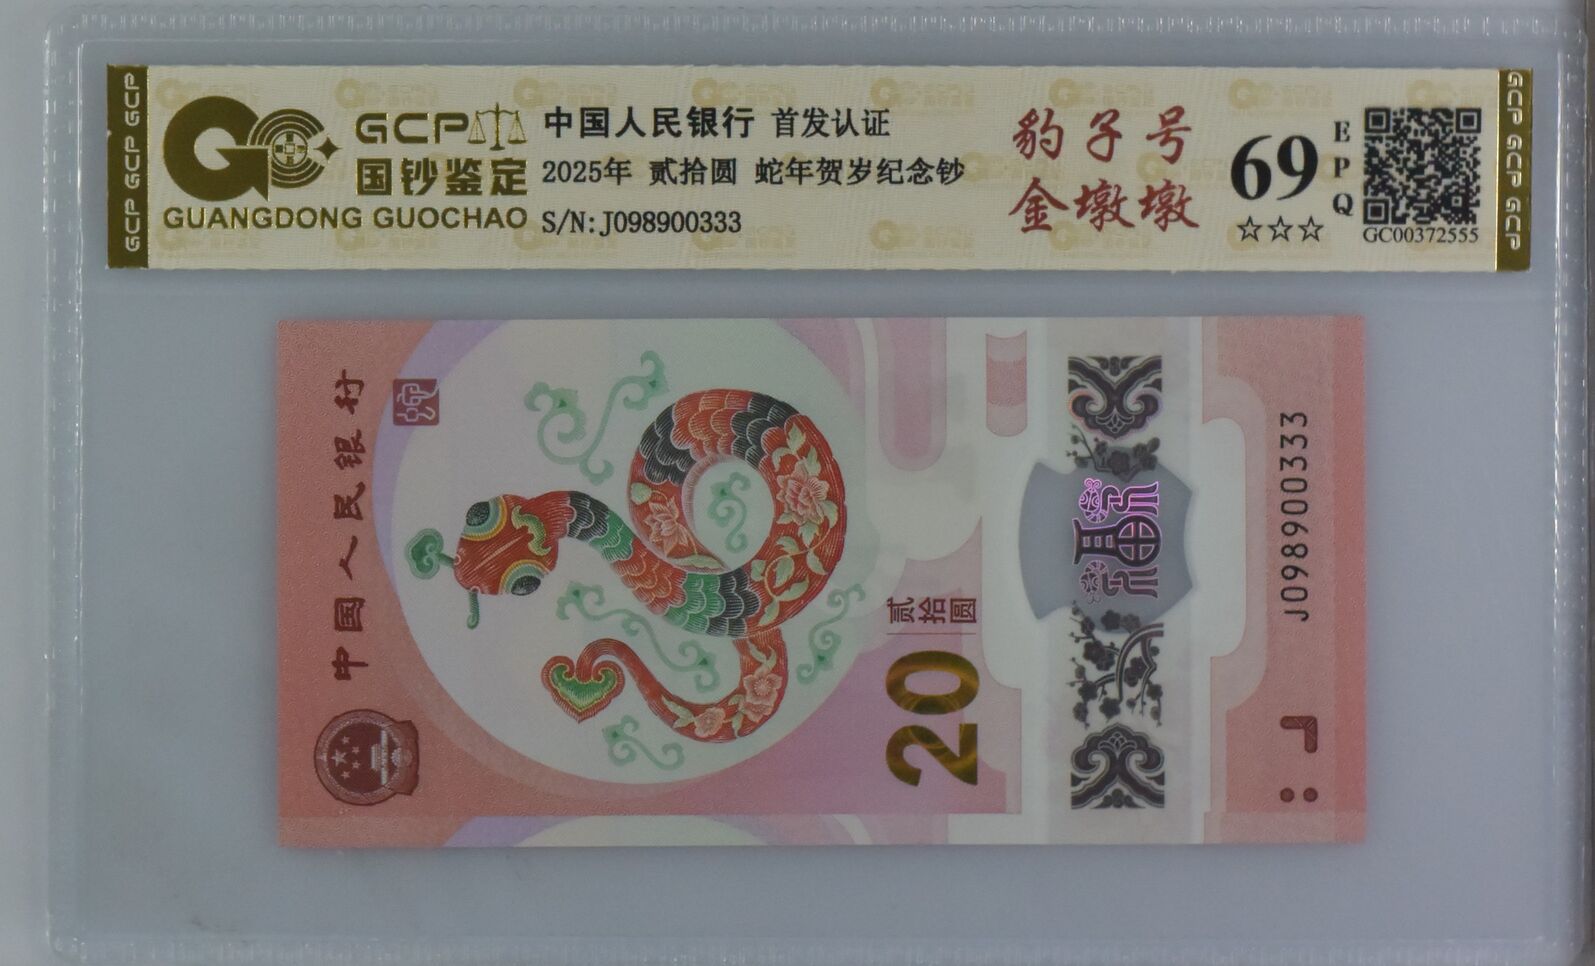 GCP GCP GCP
GCP
国钞鉴定
GUANGDONG GUOCHAO
中国人民银行 首发认证
2025年 贰拾圆 蛇年贺岁纪念钞
S/N:J098900333
豹子号
金墩墩
69
EPQ
☆☆☆
GC00372555
GCP GCP GCP
中国人民银行
蛇
贰拾圆
20
J098900333